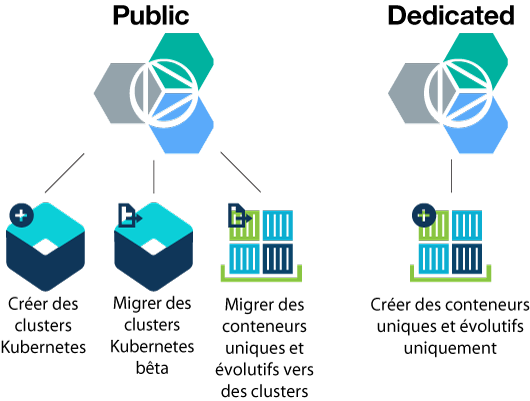 Public
Dedicated
Créer des
clusters
Kubernetes
Migrer des
clusters
Kubernetes
bêta
Migrer des
conteneurs
uniques et
évolutifs vers
des clusters
Créer des conteneurs
uniques et évolutifs
uniquement